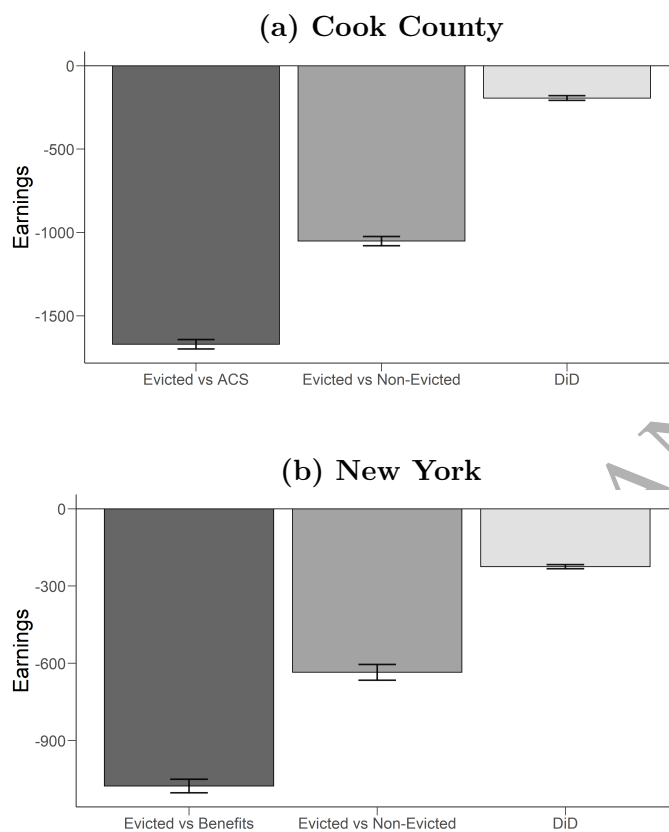 (a) Cook County
0
-500
-1000
-1500
Earnings
Evicted vs ACS Evicted vs Non-Evicted DiD
(b) New York
0
-300
-600
-900
Earnings
Evicted vs Benefits Evicted vs Non-Evicted DiD